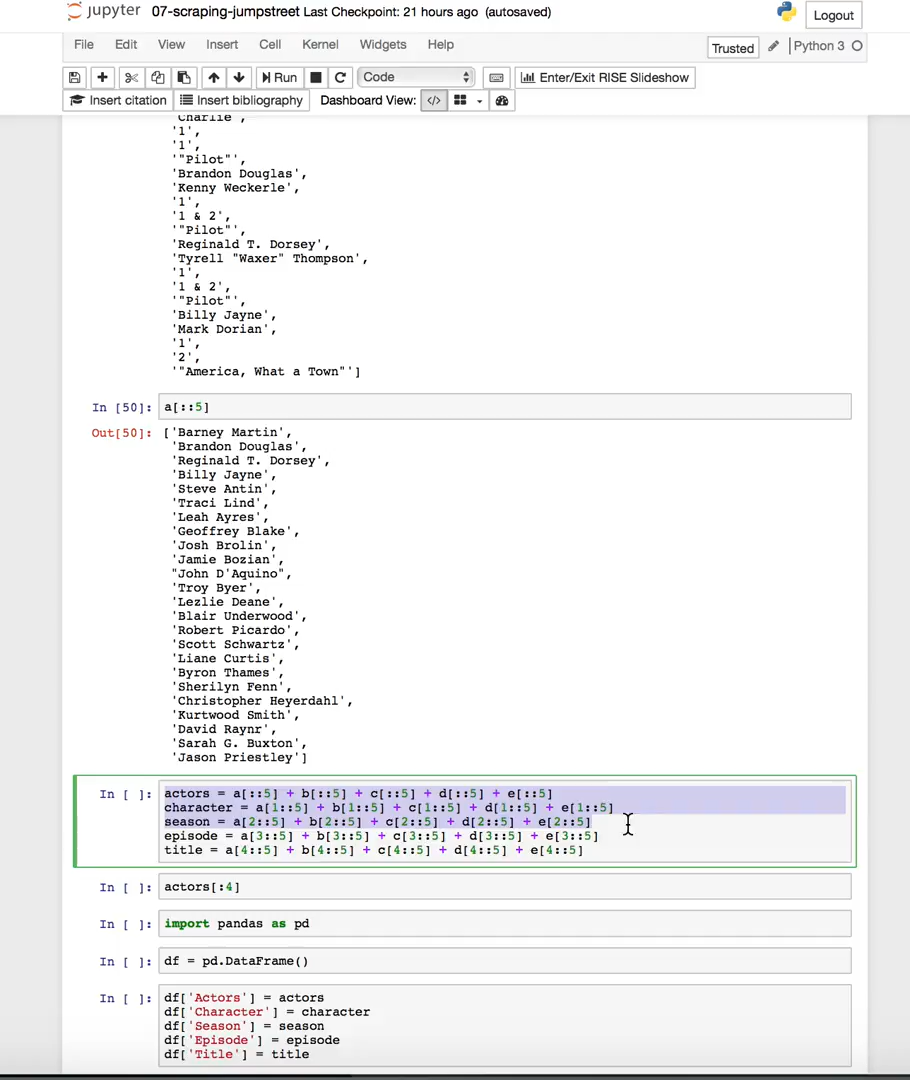 jupyter 07-scraping-jumpstreet Last Checkpoint: 21 hours ago (autosaved) Logout
File Edit View Insert Cell Kernel Widgets Help Trusted Python 3
Run Code Enter/Exit RISE Slideshow
Insert citation Insert bibliography Dashboard View: </>
'Charlie',
'1',
'1',
'"Pilot"',
'Brandon Douglas',
'Kenny Weckerle',
'1',
'1 & 2',
'"Pilot"',
'Reginald T. Dorsey',
'Tyrell "Waxer" Thompson',
'1',
'1 & 2',
'"Pilot"',
'Billy Jayne',
'Mark Dorian',
'1',
'2',
'"America, What a Town"']
In [50]: a[::5]
Out[50]: ['Barney Martin',
'Brandon Douglas',
'Reginald T. Dorsey',
'Billy Jayne',
'Steve Antin',
'Traci Lind',
'Leah Ayres',
'Geoffrey Blake',
'Josh Brolin',
'Jamie Bozian',
"John D'Aquino",
'Troy Byer',
'Lezlie Deane',
'Blair Underwood',
'Robert Picardo',
'Scott Schwartz',
'Liane Curtis',
'Byron Thames',
'Sherilyn Fenn',
'Christopher Heyerdahl',
'Kurtwood Smith',
'David Raynr',
'Sarah G. Buxton',
'Jason Priestley']
In [ ]: actors = a[::5] + b[::5] + c[::5] + d[::5] + e[::5]
character = a[1::5] + b[1::5] + c[1::5] + d[1::5] + e[1::5]
season = a[2::5] + b[2::5] + c[2::5] + d[2::5] + e[2::5]
episode = a[3::5] + b[3::5] + c[3::5] + d[3::5] + e[3::5]
title = a[4::5] + b[4::5] + c[4::5] + d[4::5] + e[4::5]
In [ ]: actors[:4]
In [ ]: import pandas as pd
In [ ]: df = pd.DataFrame()
In [ ]: df['Actors'] = actors
df['Character'] = character
df['Season'] = season
df['Episode'] = episode
df['Title'] = title